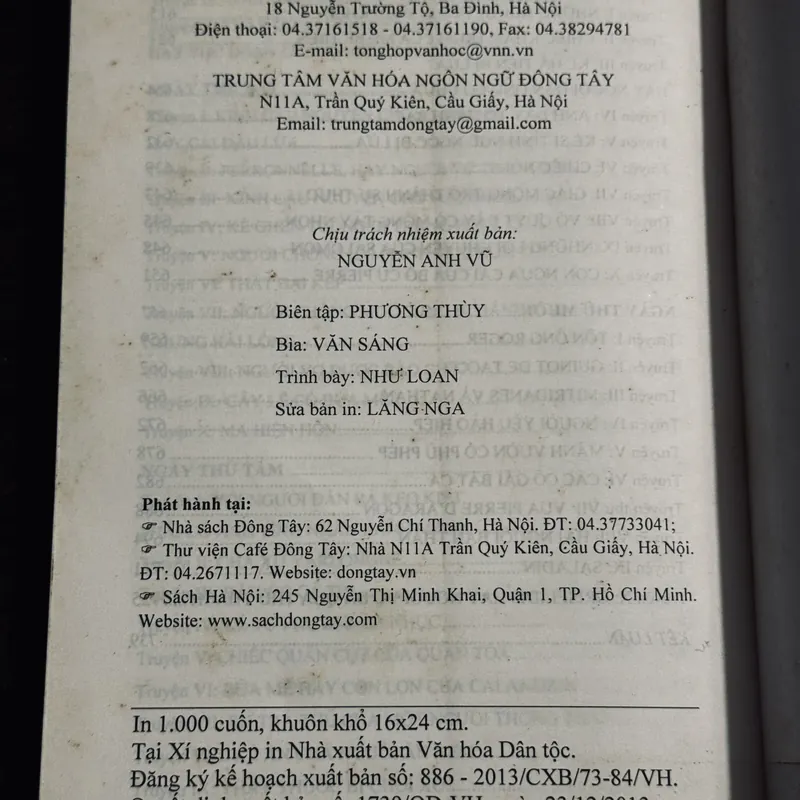 18 Nguyễn Trường Tộ, Ba Đình, Hà Nội
Điện thoại: 04.37161518 - 04.37161190, Fax: 04.38294781
E-mail: tonghopvanhoc@vnn.vn
TRUNG TÂM VĂN HÓA NGÔN NGỮ ĐÔNG TÂY
N11A, Trần Quý Kiên, Cầu Giấy, Hà Nội
Email: trungtamdongtay@gmail.com
Chịu trách nhiệm xuất bản:
NGUYỄN ANH VŨ
Biên tập: PHƯƠNG THÙY
Bìa: VĂN SÁNG
Trình bày: NHƯ LOAN
Sửa bản in: LĂNG NGA
Phát hành tại:
☞ Nhà sách Đông Tây: 62 Nguyễn Chí Thanh, Hà Nội. ĐT: 04.37733041;
☞ Thư viện Café Đông Tây: Nhà N11A Trần Quý Kiên, Cầu Giấy, Hà Nội.
ĐT: 04.2671117. Website: dongtay.vn
☞ Sách Hà Nội: 245 Nguyễn Thị Minh Khai, Quận 1, TP. Hồ Chí Minh.
Website: www.sachdongtay.com
In 1.000 cuốn, khuôn khổ 16x24 cm.
Tại Xí nghiệp in Nhà xuất bản Văn hóa Dân tộc.
Đăng ký kế hoạch xuất bản số: 886 - 2013/CXB/73-84/VH.